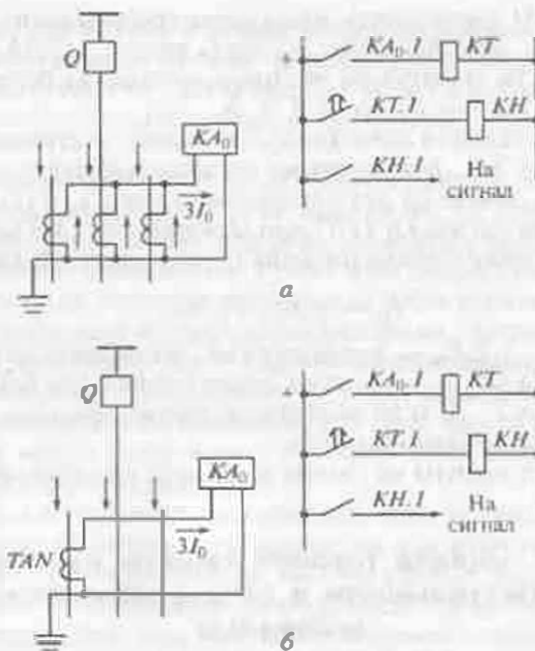 Q
KA₀
3I₀
+ KA₀.1 KT
KT.1 KH
KH.1 На сигнал
а
Q
KA₀
3I₀
TAN
+ KA₀.1 KT
KT.1 KH
KH.1 На сигнал
б